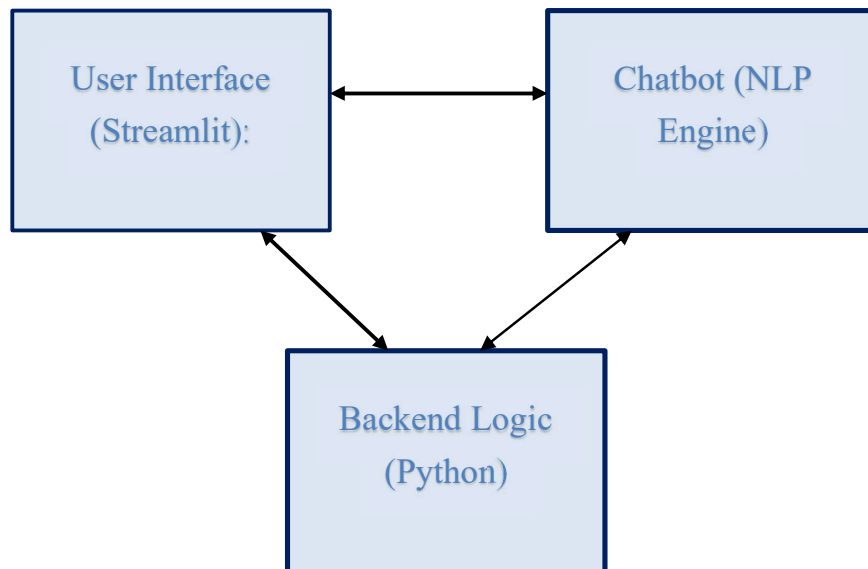 User Interface
(Streamlit):
Chatbot (NLP
Engine)
Backend Logic
(Python)